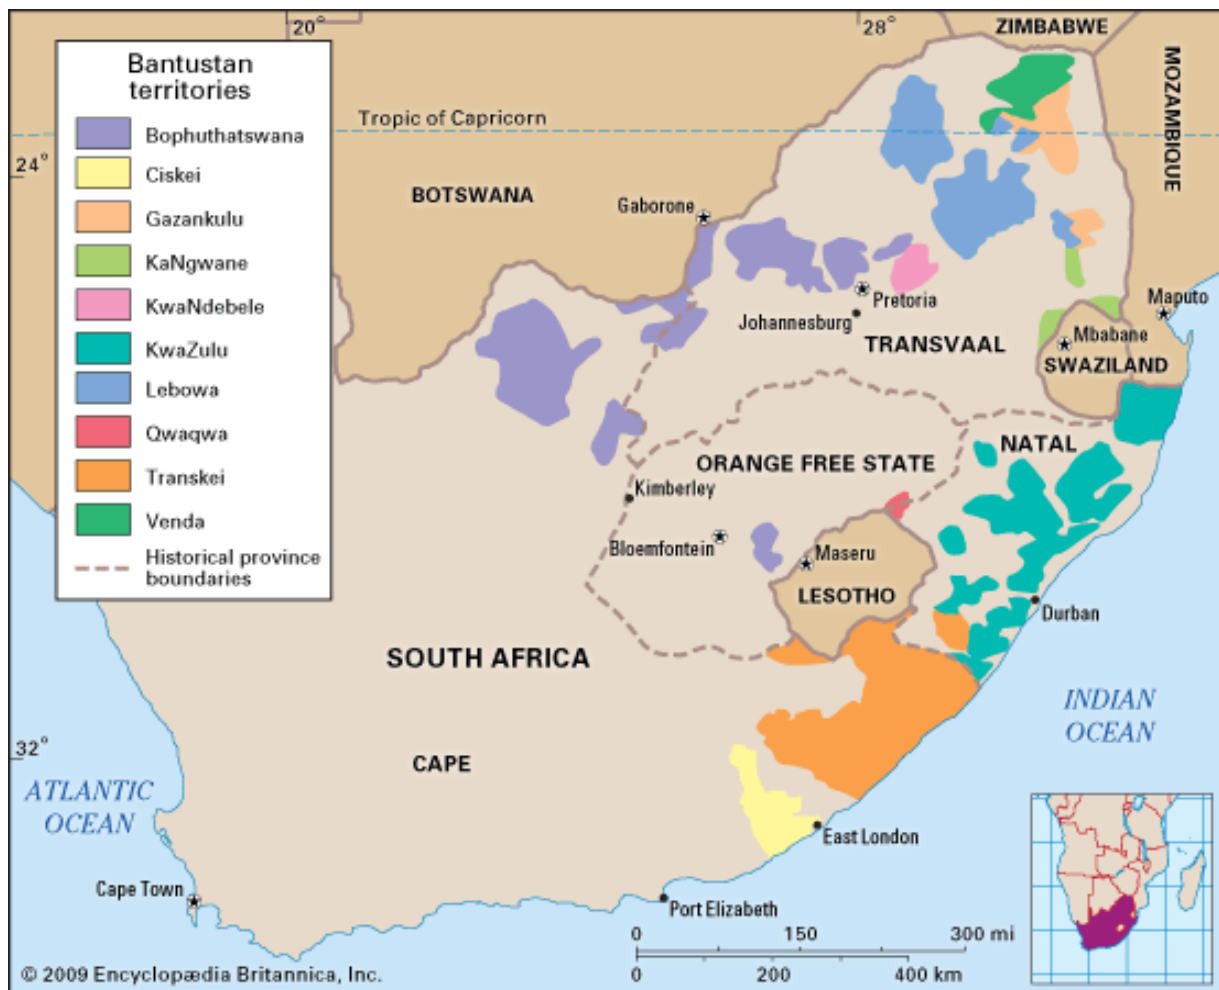 20°
28°
ZIMBABWE
MOZAMBIQUE
Bantustan
territories
Bophuthatswana
Ciskei
Gazankulu
KaNgwane
KwaNdebele
KwaZulu
Lebowa
Qwaqwa
Transkei
Venda
Historical province
boundaries
Tropic of Capricorn
24°
BOTSWANA
Gaborone
Pretoria
Johannesburg
TRANSVAAL
Maputo
Mbabane
SWAZILAND
NATAL
ORANGE FREE STATE
Kimberley
Bloemfontein
Maseru
LESOTHO
Durban
SOUTH AFRICA
INDIAN
OCEAN
32°
CAPE
ATLANTIC
OCEAN
East London
Cape Town
Port Elizabeth
0 150 300 mi
0 200 400 km
© 2009 Encyclopædia Britannica, Inc.